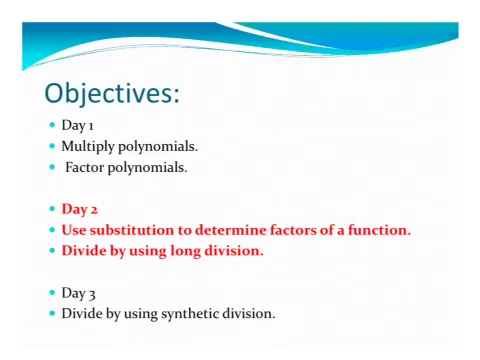 Objectives:
Day 1
Multiply polynomials.
Factor polynomials.
Day 2
Use substitution to determine factors of a function.
Divide by using long division.
Day 3
Divide by using synthetic division.